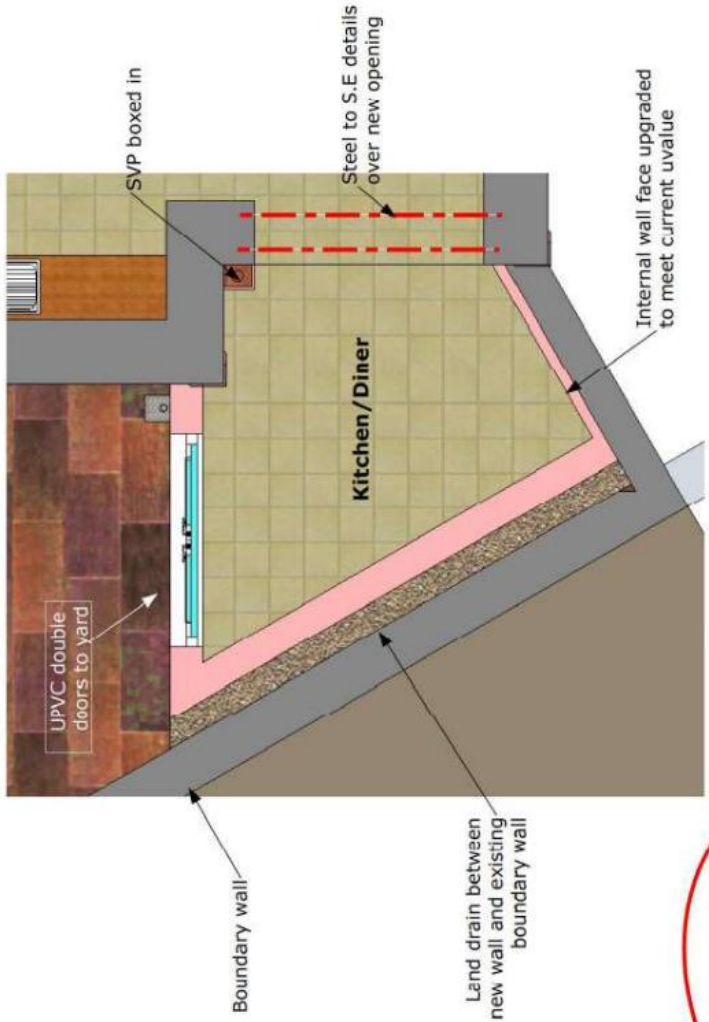 SVP boxed in
Steel to S.E details
over new opening
Internal wall face upgraded
to meet current uvalue
Kitchen/Diner
UPVC double
doors to yard
Boundary wall
Land drain between
new wall and existing
boundary wall